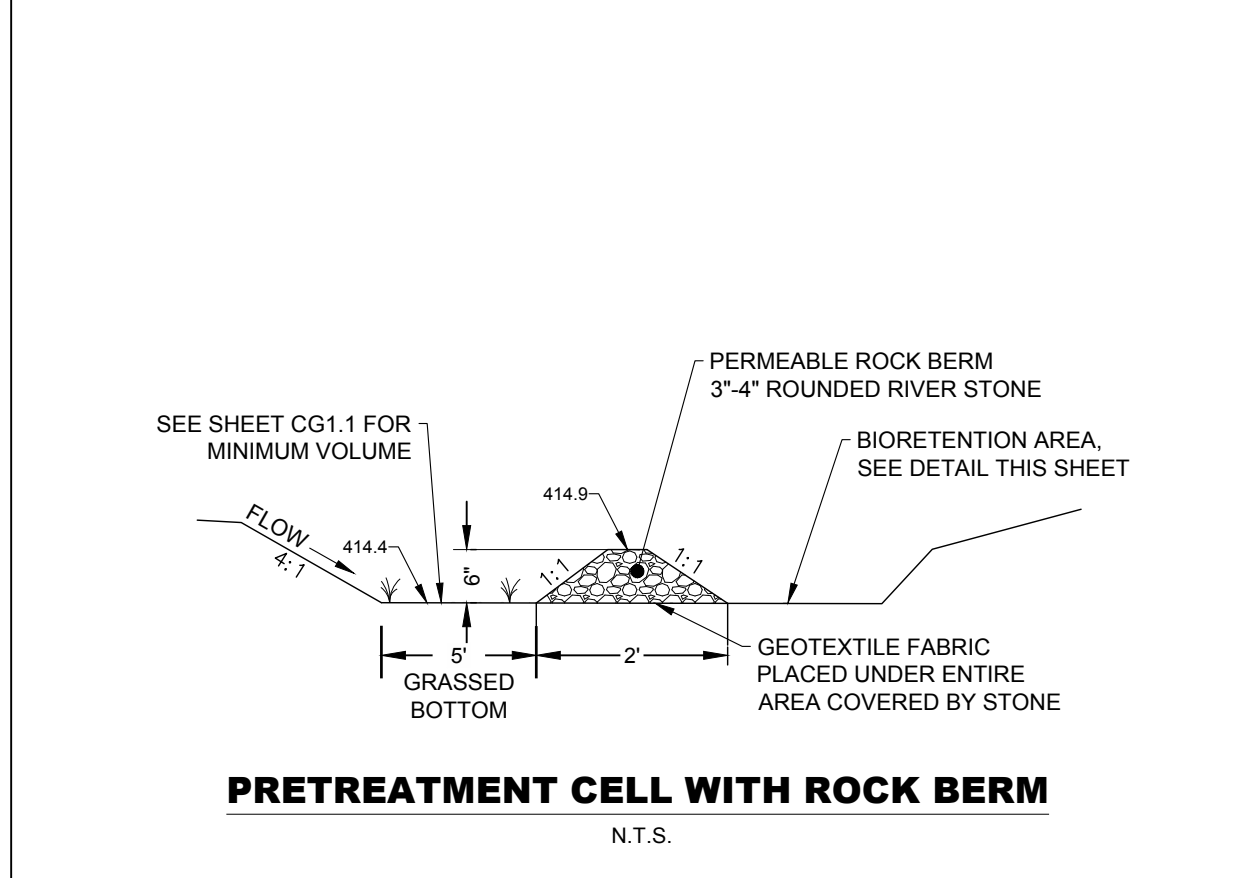 PERMEABLE ROCK BERM
3"-4" ROUNDED RIVER STONE
SEE SHEET CG1.1 FOR
MINIMUM VOLUME
BIORETENTION AREA,
SEE DETAIL THIS SHEET
414.9
FLOW
4:1
414.4
6"
1:1
1:1
5'
GRASSED
BOTTOM
2'
GEOTEXTILE FABRIC
PLACED UNDER ENTIRE
AREA COVERED BY STONE
PRETREATMENT CELL WITH ROCK BERM
N.T.S.